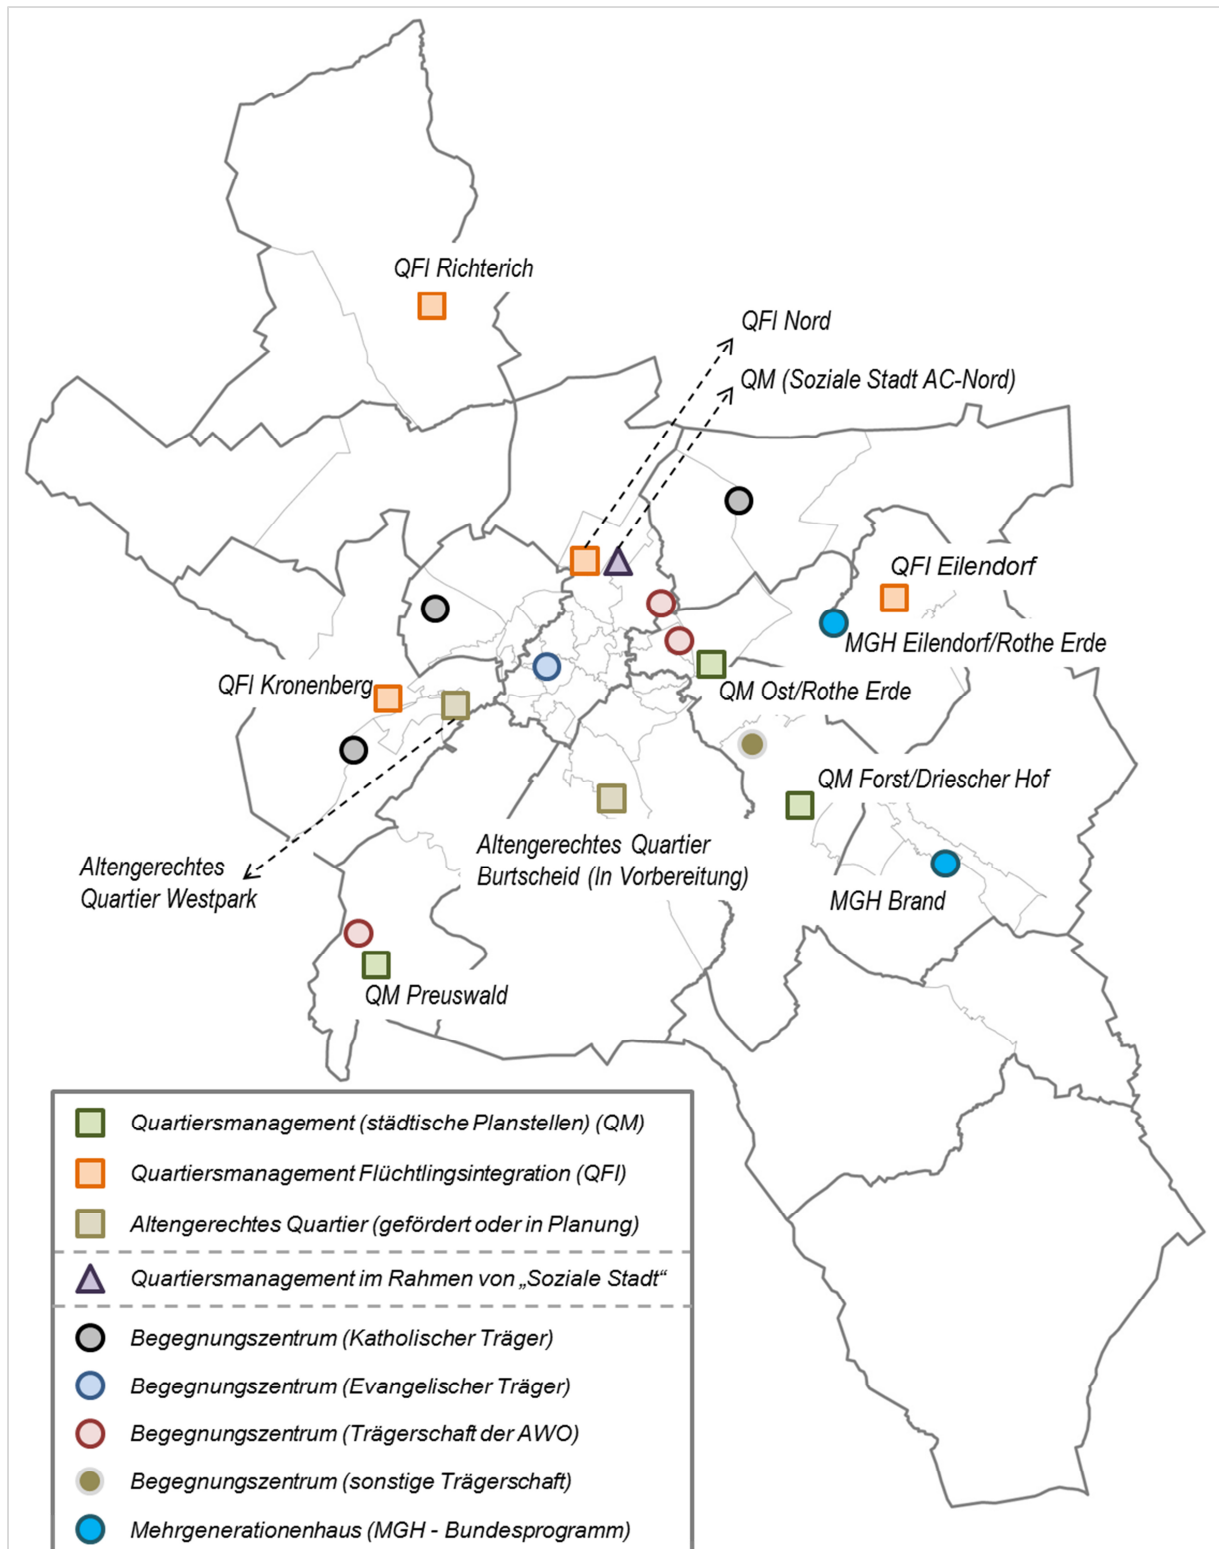 QFI Richterich
QFI Nord
QM (Soziale Stadt AC-Nord)
QFI Eilendorf
MGH Eilendorf/Rothe Erde
QFI Kronenberg
QM Ost/Rothe Erde
QM Forst/Driescher Hof
Altengerechtes Quartier
Burtscheid (In Vorbereitung)
Altengerechtes
Quartier Westpark
MGH Brand
QM Preuswald
Quartiersmanagement (städtische Planstellen) (QM)
Quartiersmanagement Flüchtlingsintegration (QFI)
Altengerechtes Quartier (gefördert oder in Planung)
Quartiersmanagement im Rahmen von „Soziale Stadt“
Begegnungszentrum (Katholischer Träger)
Begegnungszentrum (Evangelischer Träger)
Begegnungszentrum (Trägerschaft der AWO)
Begegnungszentrum (sonstige Trägerschaft)
Mehrgenerationenhaus (MGH - Bundesprogramm)